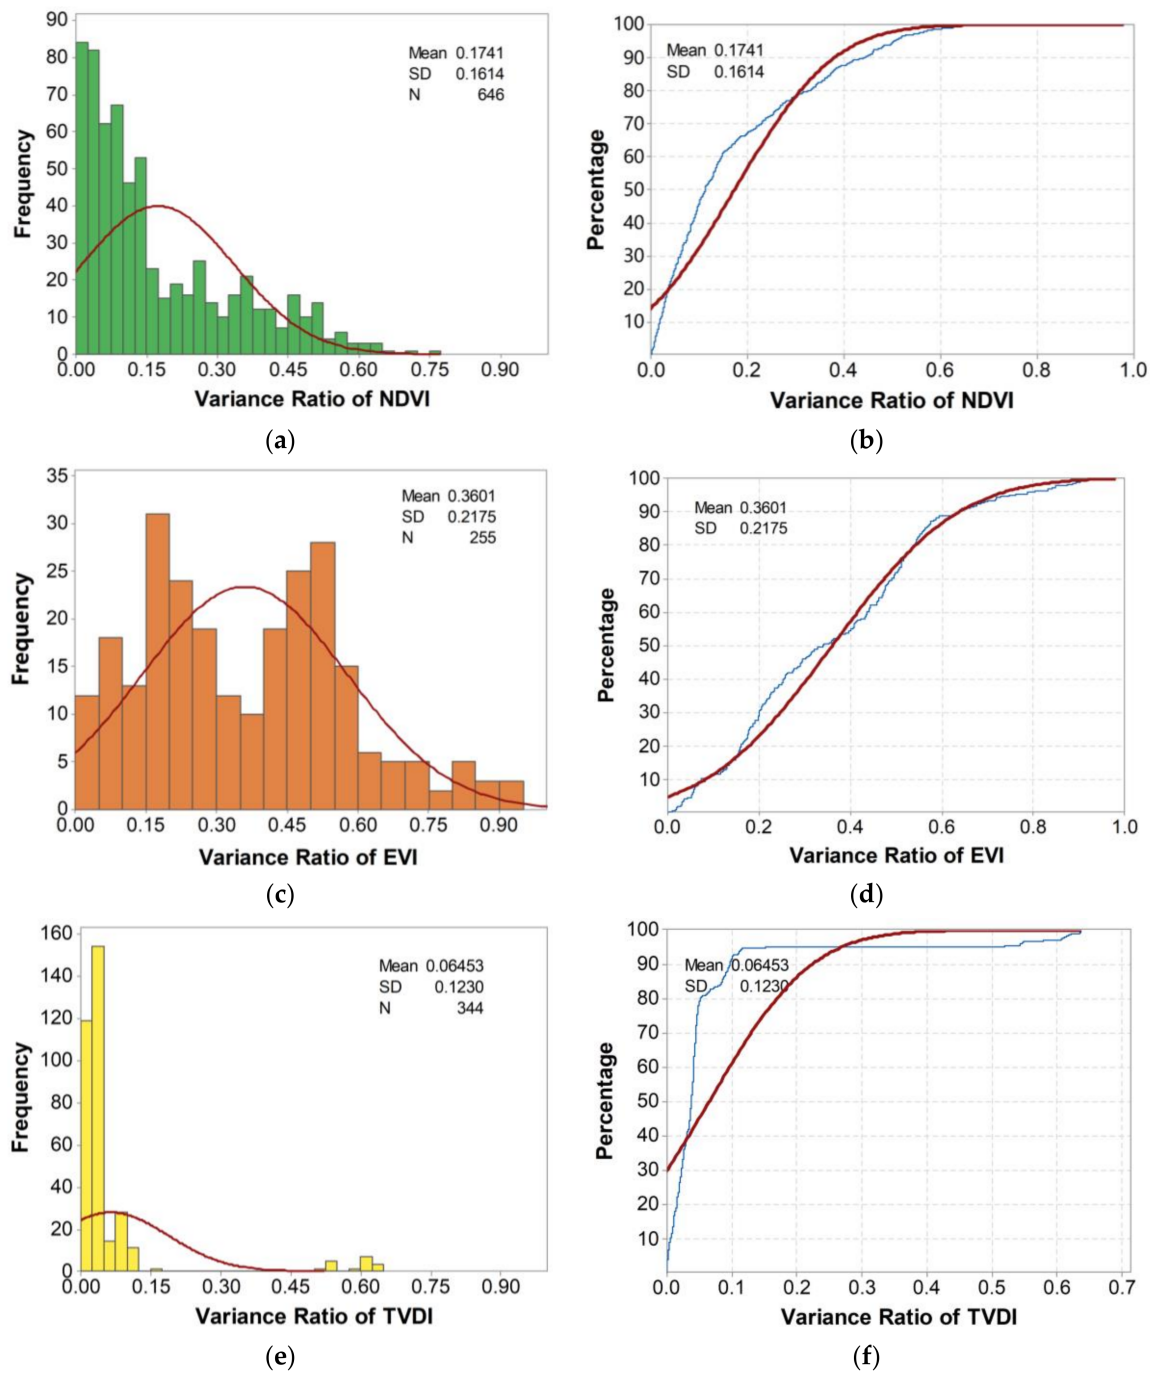 90
80
70
60
50
40
30
20
10
0
Frequency
Mean 0.1741
SD 0.1614
N 646
0.00 0.15 0.30 0.45 0.60 0.75 0.90
Variance Ratio of NDVI
(a)
100
90
80
70
60
50
40
30
20
10
Percentage
Mean 0.1741
SD 0.1614
0.0 0.2 0.4 0.6 0.8 1.0
Variance Ratio of NDVI
(b)
35
30
25
20
15
10
5
0
Frequency
Mean 0.3601
SD 0.2175
N 255
0.00 0.15 0.30 0.45 0.60 0.75 0.90
Variance Ratio of EVI
(c)
100
90
80
70
60
50
40
30
20
10
Percentage
Mean 0.3601
SD 0.2175
0.0 0.2 0.4 0.6 0.8 1.0
Variance Ratio of EVI
(d)
160
140
120
100
80
60
40
20
0
Frequency
Mean 0.06453
SD 0.1230
N 344
0.00 0.15 0.30 0.45 0.60 0.75 0.90
Variance Ratio of TVDI
(e)
100
90
80
70
60
50
40
30
20
10
Percentage
Mean 0.06453
SD 0.1230
0.0 0.1 0.2 0.3 0.4 0.5 0.6 0.7
Variance Ratio of TVDI
(f)